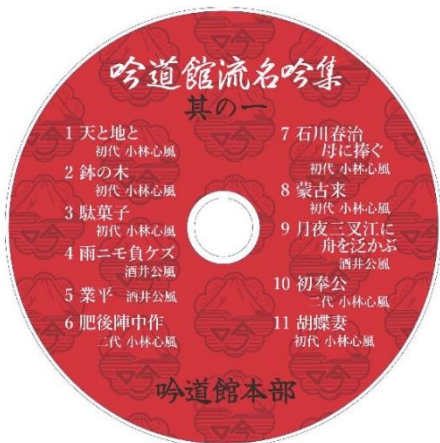 吟道館流名吟集
其の一
1 天と地と
初代 小林心風
2 鉢の木
初代 小林心風
3 駄菓子
初代 小林心風
4 雨ニモ負ケズ
酒井公風
5 業平 酒井公風
6 肥後陣中作
二代 小林心風
7 石川春治
母に捧ぐ
初代 小林心風
8 蒙古来
初代 小林心風
9 月夜三叉江に
舟を泛かぶ
酒井公風
10 初奉公
二代 小林心風
11 胡蝶妻
初代 小林心風
吟道館本部